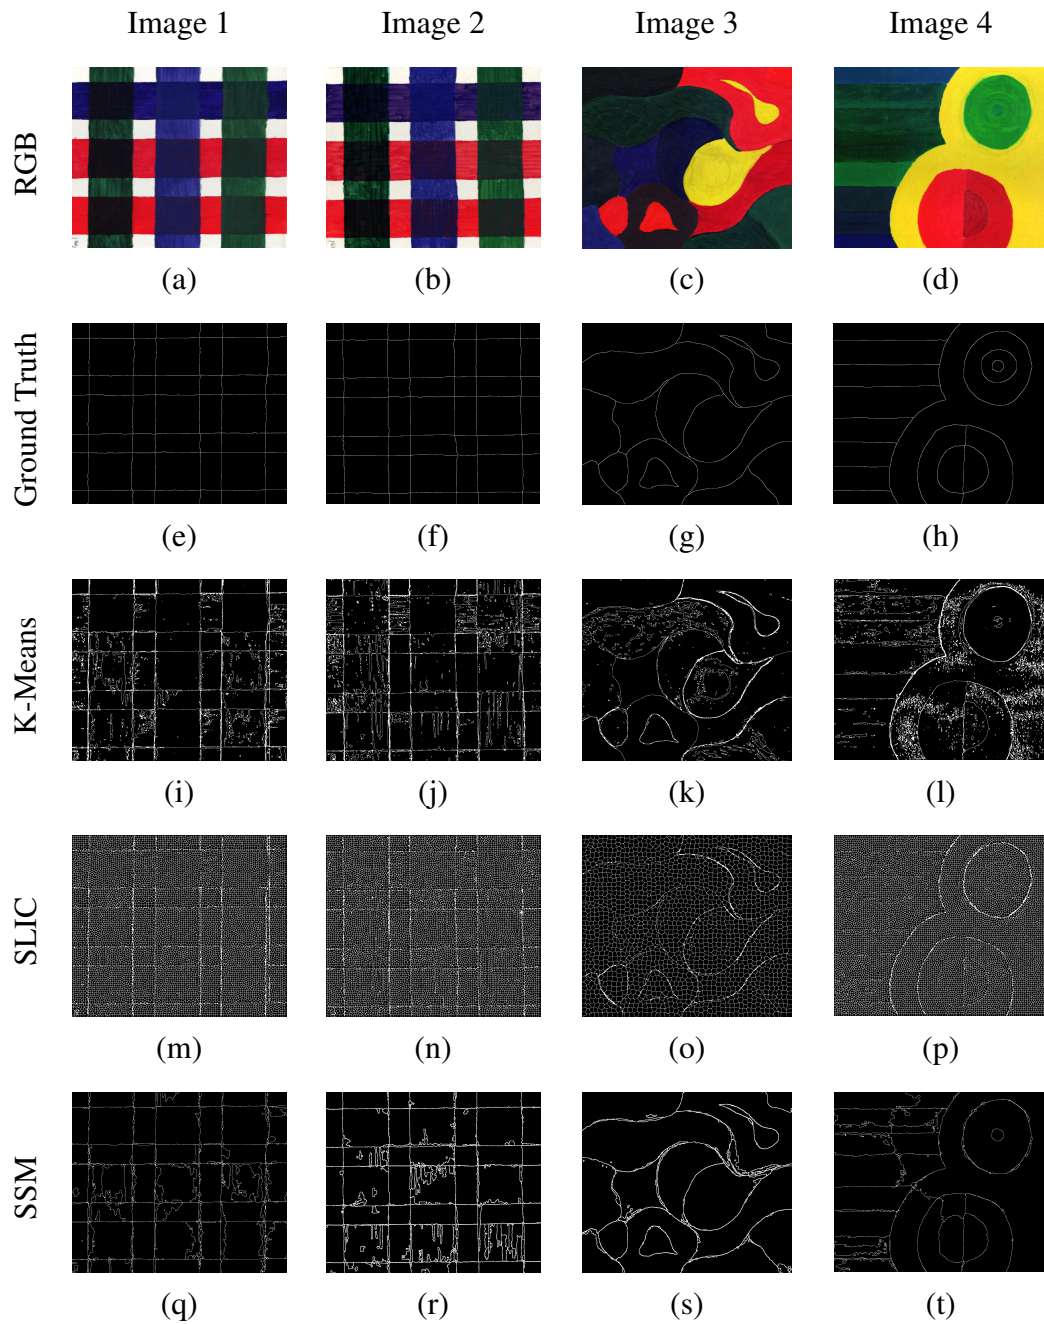 Image 1 Image 2 Image 3 Image 4
RGB
(a) (b) (c) (d)
Ground Truth
(e) (f) (g) (h)
K-Means
(i) (j) (k) (l)
SLIC
(m) (n) (o) (p)
SSM
(q) (r) (s) (t)